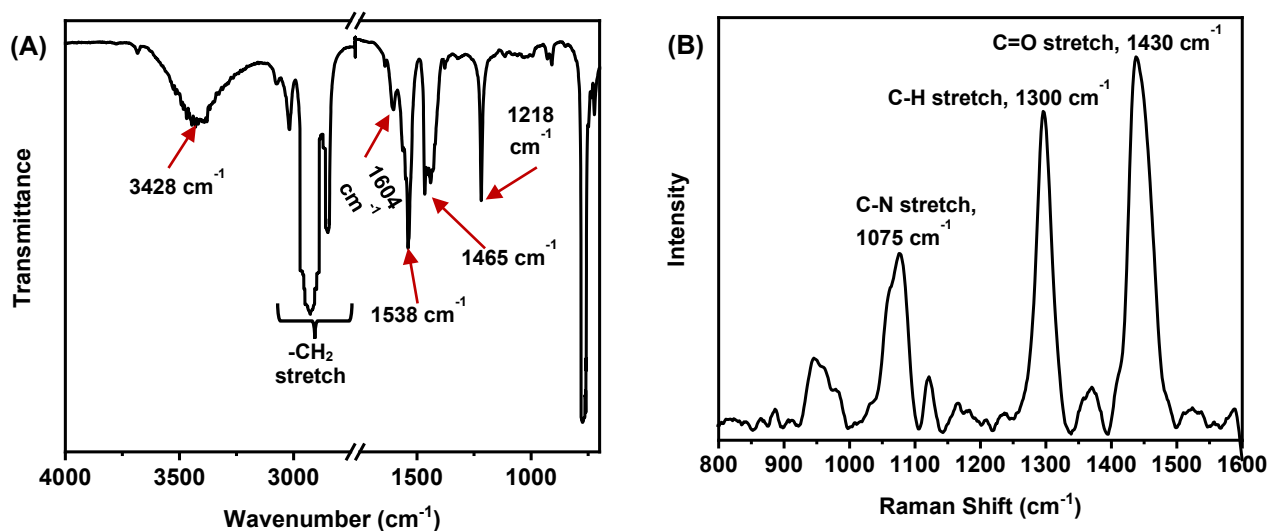 (A)
Transmittance
3428 cm⁻¹
-CH₂
stretch
1604
cm⁻¹
1538 cm⁻¹
1465 cm⁻¹
1218
cm⁻¹
4000 3500 3000 1500 1000
Wavenumber (cm⁻¹)
(B)
Intensity
C=O stretch, 1430 cm⁻¹
C-H stretch, 1300 cm⁻¹
C-N stretch,
1075 cm⁻¹
800 900 1000 1100 1200 1300 1400 1500 1600
Raman Shift (cm⁻¹)